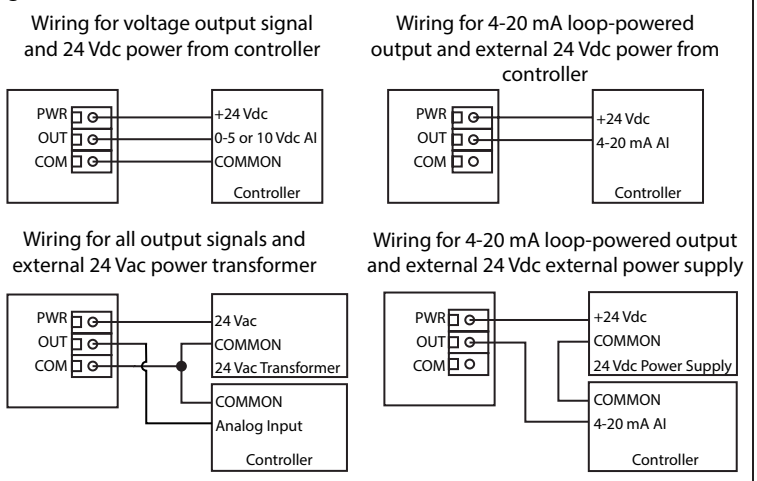 Wiring for voltage output signal
and 24 Vdc power from controller
PWR
OUT
COM
+24 Vdc
0-5 or 10 Vdc AI
COMMON
Controller
Wiring for 4-20 mA loop-powered
output and external 24 Vdc power from
controller
PWR
OUT
COM
+24 Vdc
4-20 mA AI
Controller
Wiring for all output signals and
external 24 Vac power transformer
PWR
OUT
COM
24 Vac
COMMON
24 Vac Transformer
COMMON
Analog Input
Controller
Wiring for 4-20 mA loop-powered output
and external 24 Vdc external power supply
PWR
OUT
COM
+24 Vdc
COMMON
24 Vdc Power Supply
COMMON
4-20 mA AI
Controller